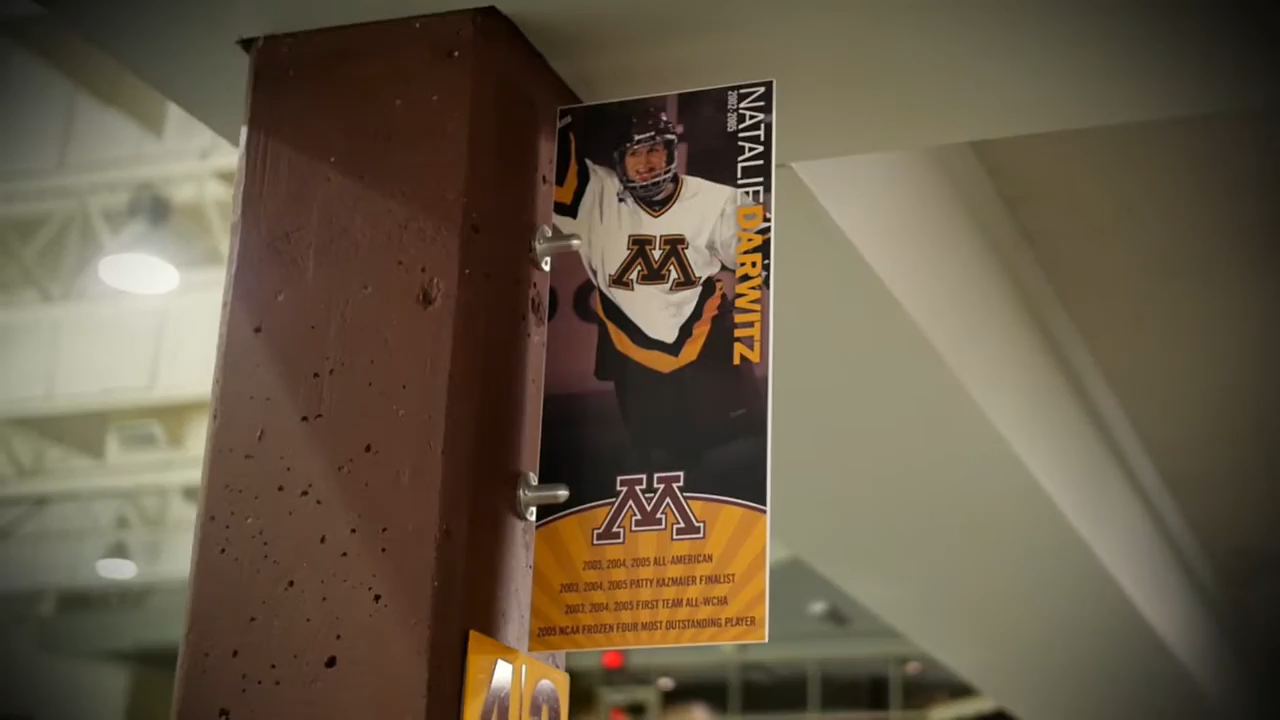 NATALIE DARWITZ
2002-2005
M
M
2003, 2004, 2005 ALL-AMERICAN
2003, 2004, 2005 PATTY KAZMAIER FINALIST
2003, 2004, 2005 FIRST TEAM ALL-WCHA
2005 NCAA FROZEN FOUR MOST OUTSTANDING PLAYER